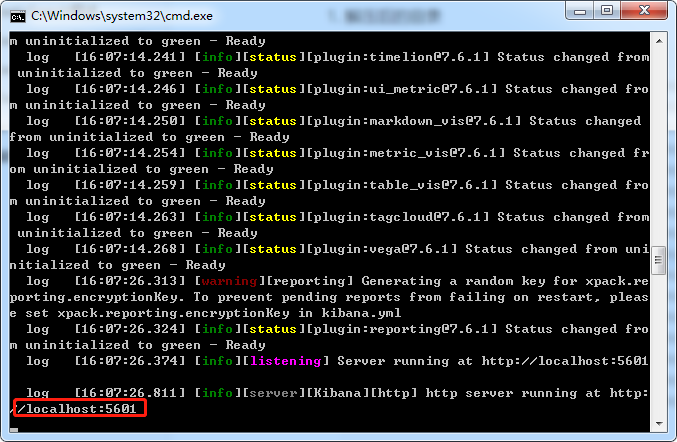 C:\Windows\system32\cmd.exe
m uninitialized to green - Ready
  log   [16:07:14.241] [info][status][plugin:timelion@7.6.1] Status changed from
 uninitialized to green - Ready
  log   [16:07:14.246] [info][status][plugin:ui_metric@7.6.1] Status changed fro
m uninitialized to green - Ready
  log   [16:07:14.250] [info][status][plugin:markdown_vis@7.6.1] Status changed
from uninitialized to green - Ready
  log   [16:07:14.254] [info][status][plugin:metric_vis@7.6.1] Status changed fr
om uninitialized to green - Ready
  log   [16:07:14.259] [info][status][plugin:table_vis@7.6.1] Status changed fro
m uninitialized to green - Ready
  log   [16:07:14.263] [info][status][plugin:tagcloud@7.6.1] Status changed from
 uninitialized to green - Ready
  log   [16:07:14.268] [info][status][plugin:vega@7.6.1] Status changed from uni
nitialized to green - Ready
  log   [16:07:26.313] [warning][reporting] Generating a random key for xpack.re
porting.encryptionKey. To prevent pending reports from failing on restart, pleas
e set xpack.reporting.encryptionKey in kibana.yml
  log   [16:07:26.324] [info][status][plugin:reporting@7.6.1] Status changed fro
m uninitialized to green - Ready
  log   [16:07:26.374] [info][listening] Server running at http://localhost:5601
  log   [16:07:26.811] [info][server][Kibana][http] http server running at http:
//localhost:5601